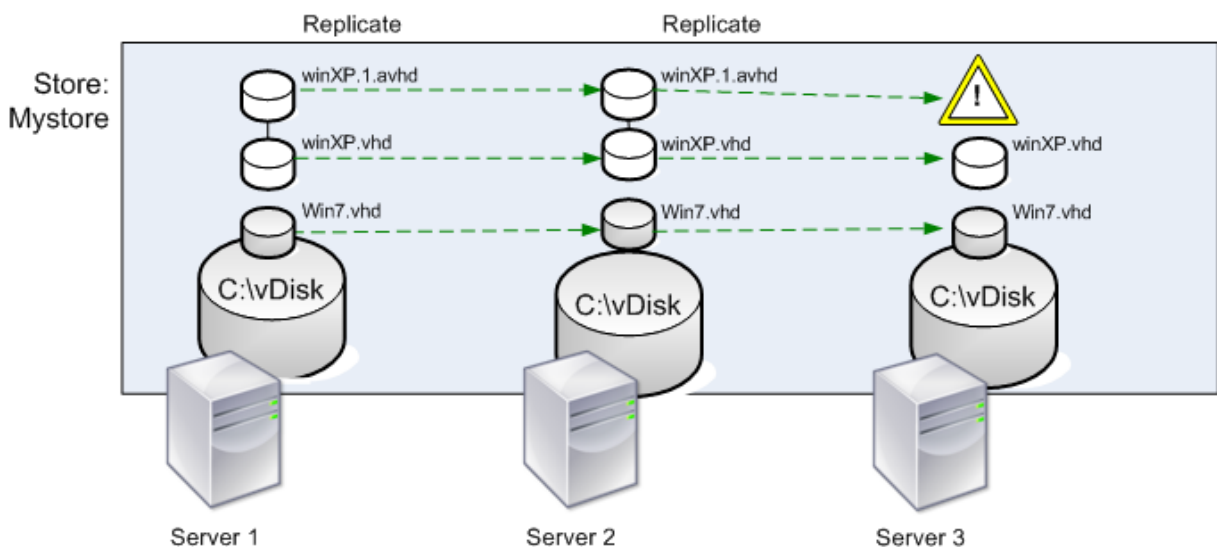 Replicate
Replicate
Store:
Mystore
winXP.1.avhd
winXP.1.avhd
!
winXP.vhd
winXP.vhd
winXP.vhd
Win7.vhd
Win7.vhd
Win7.vhd
C:\vDisk
C:\vDisk
C:\vDisk
Server 1
Server 2
Server 3